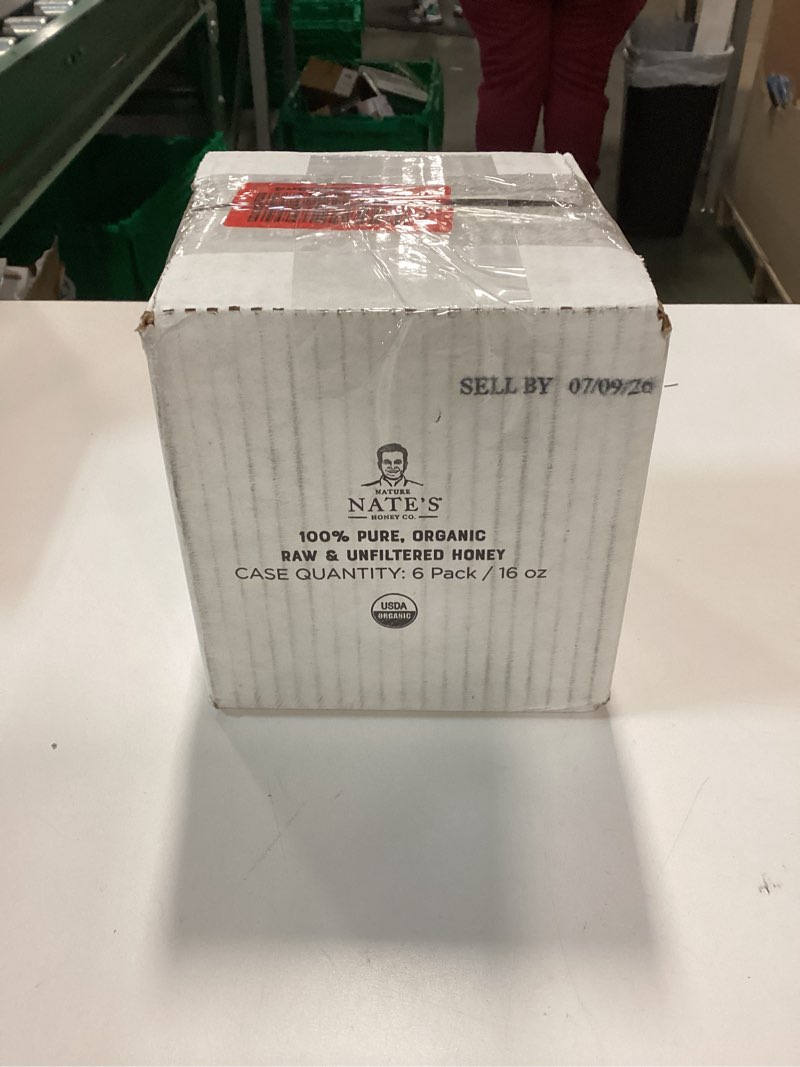 SELL BY 07/09/26
NATURE
NATE'S
HONEY CO.
100% PURE, ORGANIC
RAW & UNFILTERED HONEY
CASE QUANTITY: 6 Pack / 16 oz
USDA
ORGANIC